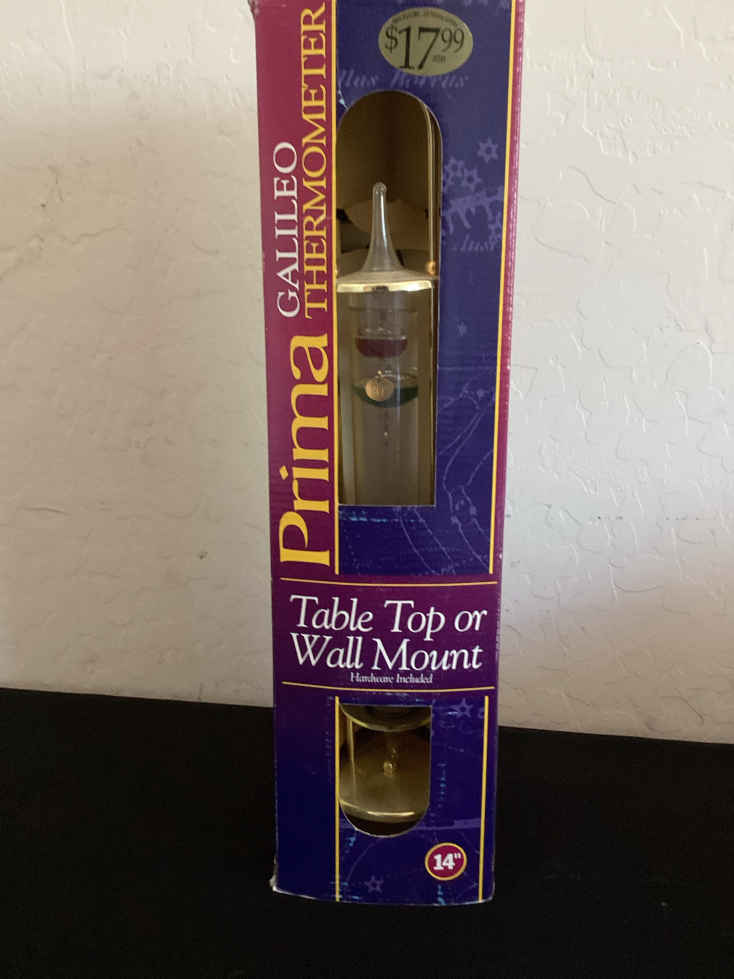 $17.99
Prima
GALILEO
THERMOMETER
Table Top or
Wall Mount
Hardware Included
14"